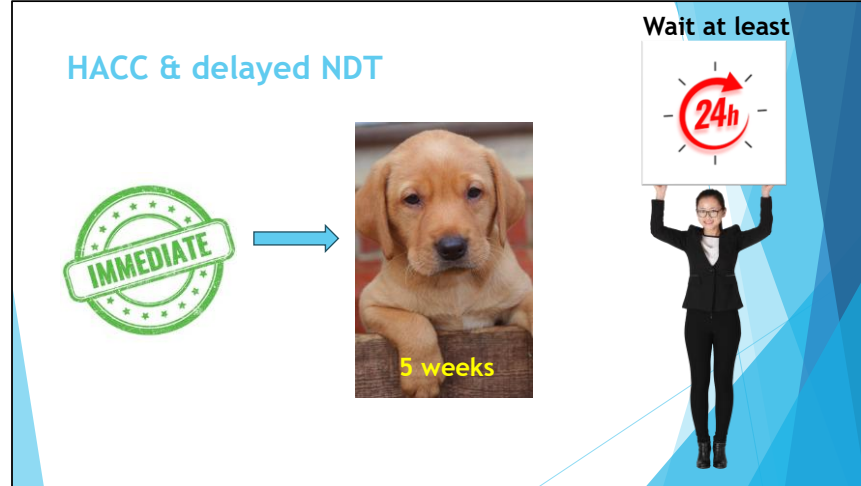 Wait at least
HACC & delayed NDT
24h
IMMEDIATE
5 weeks